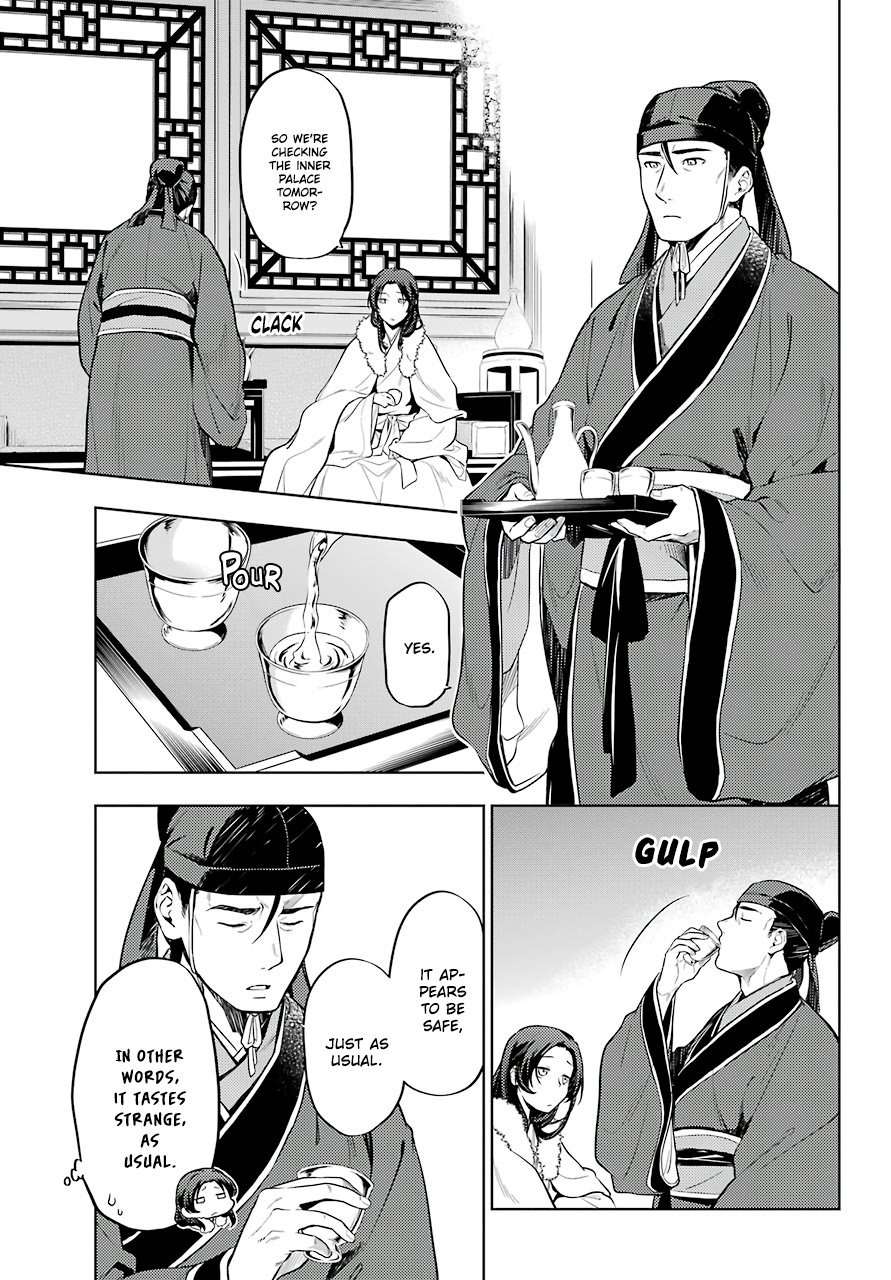 SO WE'RE
CHECKING
THE INNER
PALACE
TOMOR-
ROW?
CLACK
POUR
YES.
GULP
IT AP-
PEARS
TO BE
SAFE,
JUST AS
USUAL.
IN OTHER
WORDS,
IT TASTES
STRANGE,
AS
USUAL.